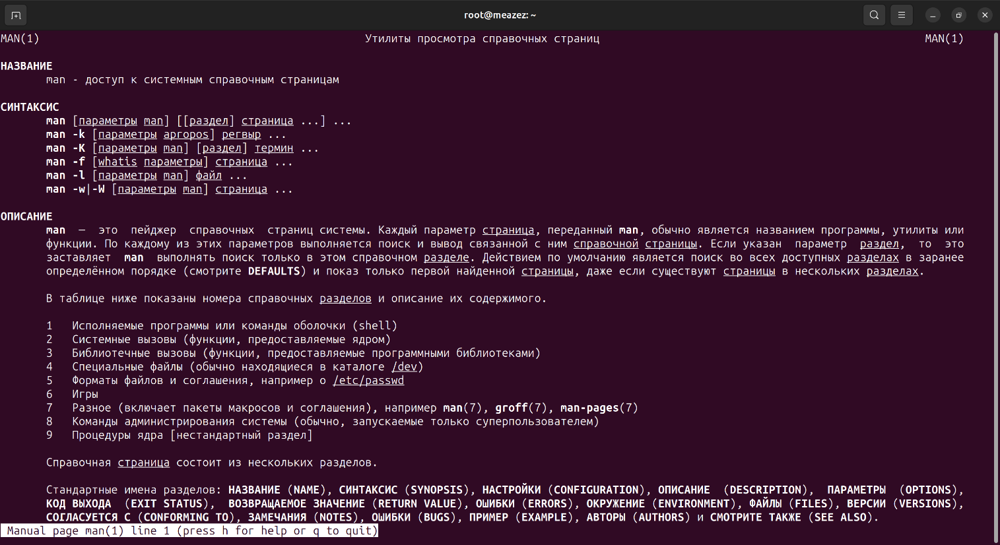 root@meazez: ~
MAN(1) Утилиты просмотра справочных страниц MAN(1)
НАЗВАНИЕ
man - доступ к системным справочным страницам
СИНТАКСИС
man [параметры man] [[раздел] страница ...] ...
man -k [параметры apropos] регвыр ...
man -K [параметры man] [раздел] термин ...
man -f [whatis параметры] страница ...
man -l [параметры man] файл ...
man -w|-W [параметры man] страница ...
ОПИСАНИЕ
man — это пейджер справочных страниц системы. Каждый параметр страница, переданный man, обычно является названием программы, утилиты или
функции. По каждому из этих параметров выполняется поиск и вывод связанной с ним справочной страницы. Если указан параметр раздел, то это
заставляет man выполнять поиск только в этом справочном разделе. Действием по умолчанию является поиск во всех доступных разделах в заранее
определённом порядке (смотрите DEFAULTS) и показ только первой найденной страницы, даже если существуют страницы в нескольких разделах.
В таблице ниже показаны номера справочных разделов и описание их содержимого.
1 Исполняемые программы или команды оболочки (shell)
2 Системные вызовы (функции, предоставляемые ядром)
3 Библиотечные вызовы (функции, предоставляемые программными библиотеками)
4 Специальные файлы (обычно находящиеся в каталоге /dev)
5 Форматы файлов и соглашения, например о /etc/passwd
6 Игры
7 Разное (включает пакеты макросов и соглашения), например man(7), groff(7), man-pages(7)
8 Команды администрирования системы (обычно, запускаемые только суперпользователем)
9 Процедуры ядра [нестандартный раздел]
Справочная страница состоит из нескольких разделов.
Стандартные имена разделов: НАЗВАНИЕ (NAME), СИНТАКСИС (SYNOPSIS), НАСТРОЙКИ (CONFIGURATION), ОПИСАНИЕ (DESCRIPTION), ПАРАМЕТРЫ (OPTIONS),
КОД ВЫХОДА (EXIT STATUS), ВОЗВРАЩАЕМОЕ ЗНАЧЕНИЕ (RETURN VALUE), ОШИБКИ (ERRORS), ОКРУЖЕНИЕ (ENVIRONMENT), ФАЙЛЫ (FILES), ВЕРСИИ (VERSIONS),
СОГЛАСУЕТСЯ С (CONFORMING TO), ЗАМЕЧАНИЯ (NOTES), ОШИБКИ (BUGS), ПРИМЕР (EXAMPLE), АВТОРЫ (AUTHORS) и СМОТРИТЕ ТАКЖЕ (SEE ALSO).
Manual page man(1) line 1 (press h for help or q to quit)